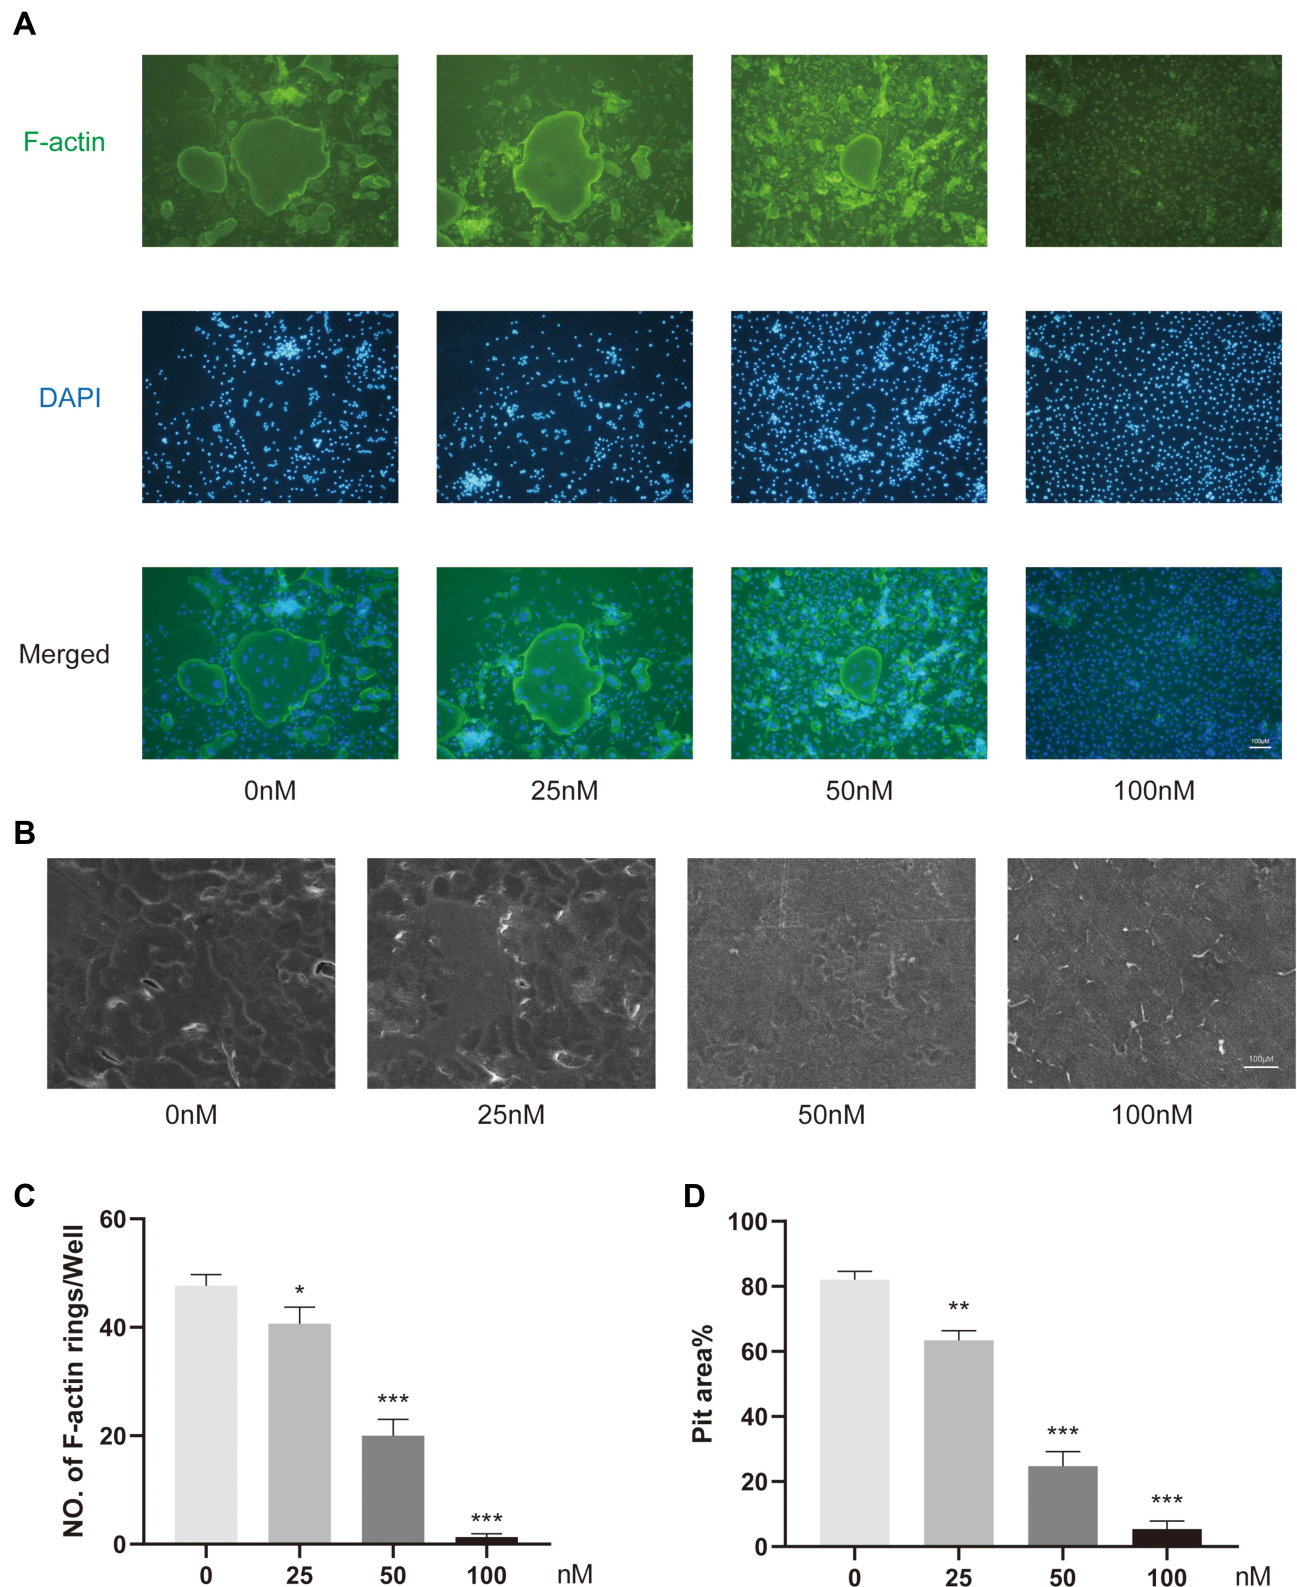 A
F-actin
DAPI
Merged
100μM
0nM 25nM 50nM 100nM
B
100μM
0nM 25nM 50nM 100nM
C
NO. of F-actin rings/Well
60
40
20
0
*
***
***
0 25 50 100 nM
D
Pit area%
100
80
60
40
20
0
**
***
***
0 25 50 100 nM